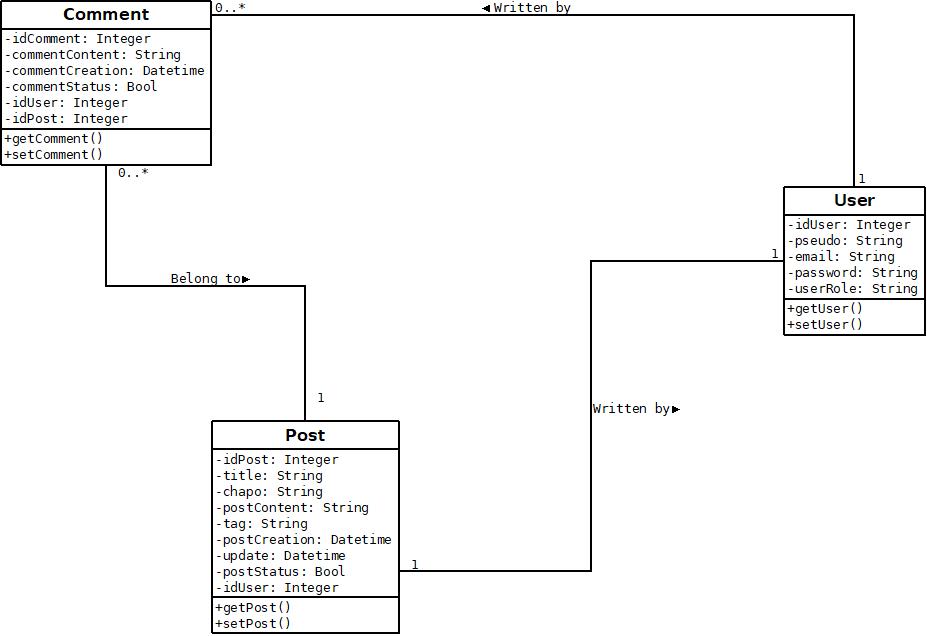 Comment
-idComment: Integer
-commentContent: String
-commentCreation: Datetime
-commentStatus: Bool
-idUser: Integer
-idPost: Integer
+getComment()
+setComment()
0..*
◄Written by
1
0..*
Belong to►
1
User
-idUser: Integer
-pseudo: String
-email: String
-password: String
-userRole: String
+getUser()
+setUser()
1
Written by►
1
Post
-idPost: Integer
-title: String
-chapo: String
-postContent: String
-tag: String
-postCreation: Datetime
-update: Datetime
-postStatus: Bool
-idUser: Integer
+getPost()
+setPost()